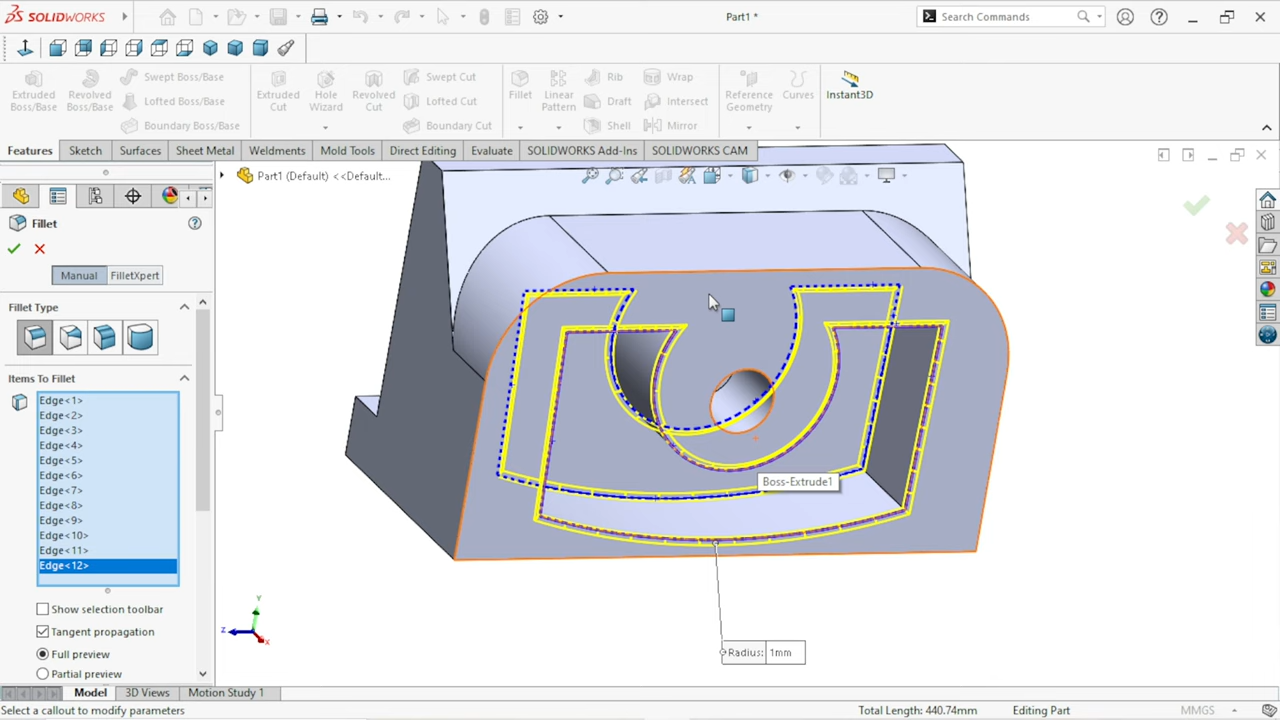 SOLIDWORKS
Part1 *
Search Commands
Extruded Boss/Base
Revolved Boss/Base
Swept Boss/Base
Lofted Boss/Base
Boundary Boss/Base
Extruded Cut
Hole Wizard
Revolved Cut
Swept Cut
Lofted Cut
Boundary Cut
Fillet
Linear Pattern
Rib
Draft
Shell
Wrap
Intersect
Mirror
Reference Geometry
Curves
Instant3D
Features
Sketch
Surfaces
Sheet Metal
Weldments
Mold Tools
Direct Editing
Evaluate
SOLIDWORKS Add-Ins
SOLIDWORKS CAM
Part1 (Default) <<Default...
Fillet
Manual
FilletXpert
Fillet Type
Items To Fillet
Edge<1>
Edge<2>
Edge<3>
Edge<4>
Edge<5>
Edge<6>
Edge<7>
Edge<8>
Edge<9>
Edge<10>
Edge<11>
Edge<12>
Show selection toolbar
Tangent propagation
Full preview
Partial preview
Boss-Extrude1
Radius: 1mm
Y
Z
X
Model
3D Views
Motion Study 1
Select a callout to modify parameters
Total Length: 440.74mm
Editing Part
MMGS